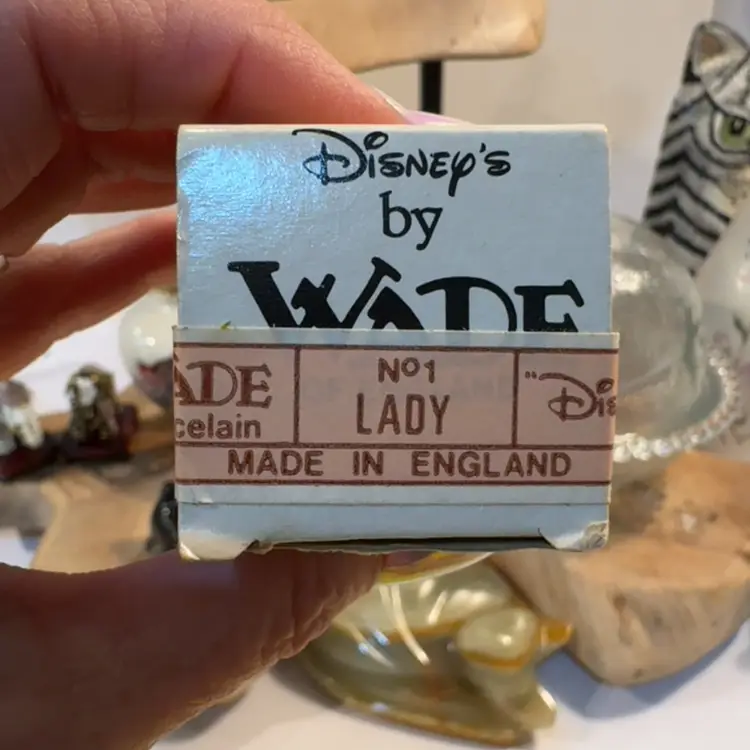 DISNEY'S
by
WADE
ADE
celain
Nº1
LADY
"Dis
MADE IN ENGLAND